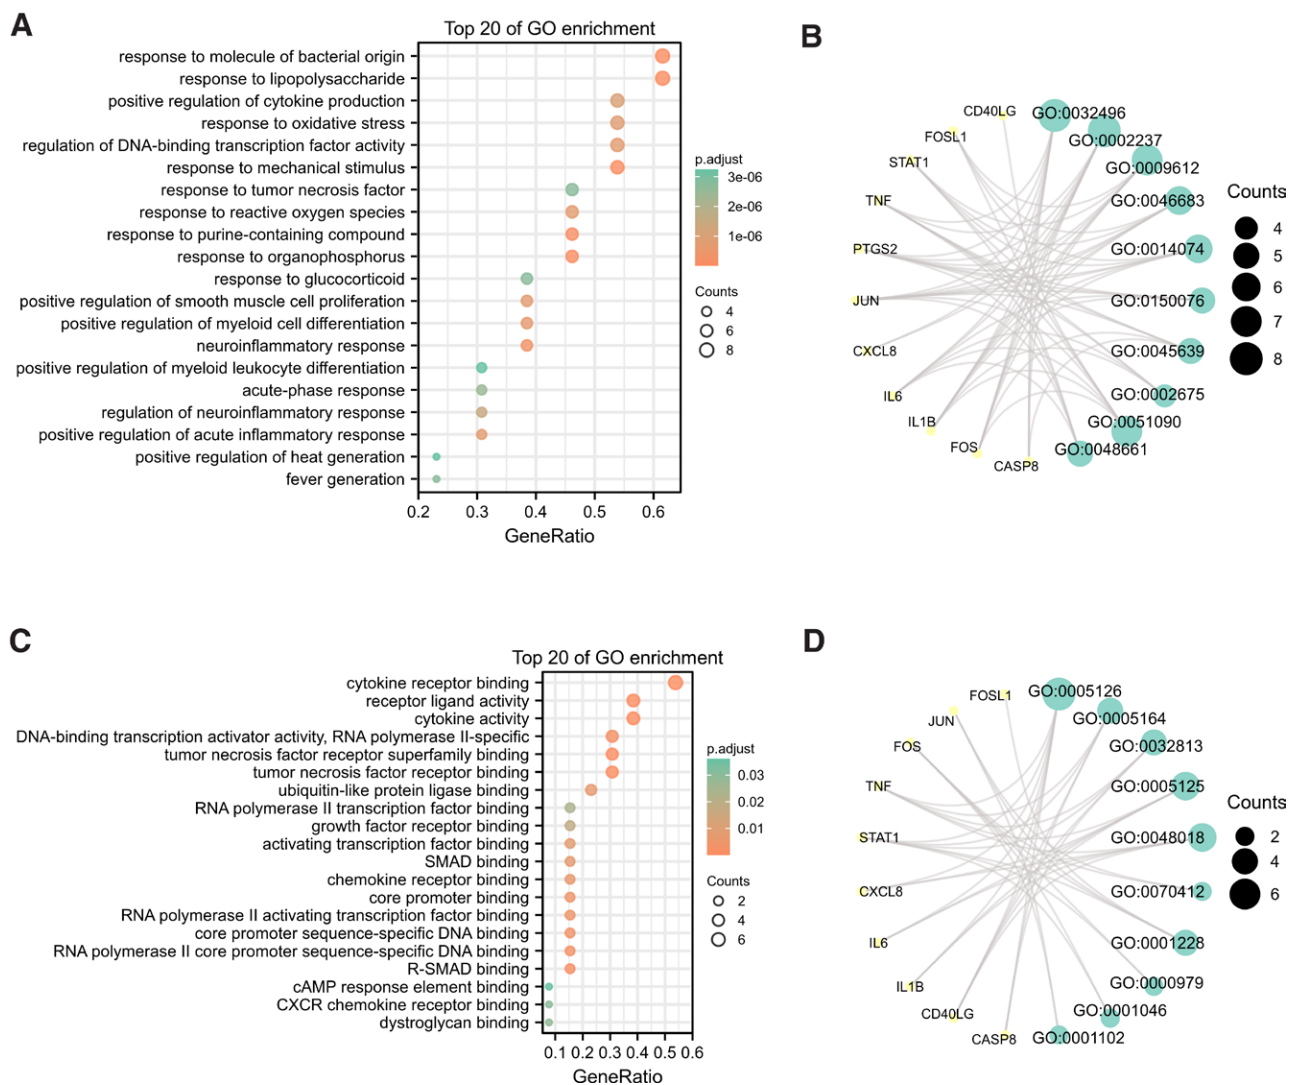 A
Top 20 of GO enrichment
response to molecule of bacterial origin
response to lipopolysaccharide
positive regulation of cytokine production
response to oxidative stress
regulation of DNA-binding transcription factor activity
response to mechanical stimulus
response to tumor necrosis factor
response to reactive oxygen species
response to purine-containing compound
response to organophosphorus
response to glucocorticoid
positive regulation of smooth muscle cell proliferation
positive regulation of myeloid cell differentiation
neuroinflammatory response
positive regulation of myeloid leukocyte differentiation
acute-phase response
regulation of neuroinflammatory response
positive regulation of acute inflammatory response
positive regulation of heat generation
fever generation
0.2 0.3 0.4 0.5 0.6
GeneRatio
p.adjust
3e-06
2e-06
1e-06
Counts
4
6
8
B
CD40LG
FOSL1
STAT1
TNF
PTGS2
JUN
CXCL8
IL6
IL1B
FOS
CASP8
GO:0032496
GO:0002237
GO:0009612
GO:0046683
GO:0014074
GO:0150076
GO:0045639
GO:0002675
GO:0051090
GO:0048661
Counts
4
5
6
7
8
C
Top 20 of GO enrichment
cytokine receptor binding
receptor ligand activity
cytokine activity
DNA-binding transcription activator activity, RNA polymerase II-specific
tumor necrosis factor receptor superfamily binding
tumor necrosis factor receptor binding
ubiquitin-like protein ligase binding
RNA polymerase II transcription factor binding
growth factor receptor binding
activating transcription factor binding
SMAD binding
chemokine receptor binding
core promoter binding
RNA polymerase II activating transcription factor binding
core promoter sequence-specific DNA binding
RNA polymerase II core promoter sequence-specific DNA binding
R-SMAD binding
cAMP response element binding
CXCR chemokine receptor binding
dystroglycan binding
0.1 0.2 0.3 0.4 0.5 0.6
GeneRatio
p.adjust
0.03
0.02
0.01
Counts
2
4
6
D
FOSL1
JUN
FOS
TNF
STAT1
CXCL8
IL6
IL1B
CD40LG
CASP8
GO:0005126
GO:0005164
GO:0032813
GO:0005125
GO:0048018
GO:0070412
GO:0001228
GO:0000979
GO:0001046
GO:0001102
Counts
2
4
6